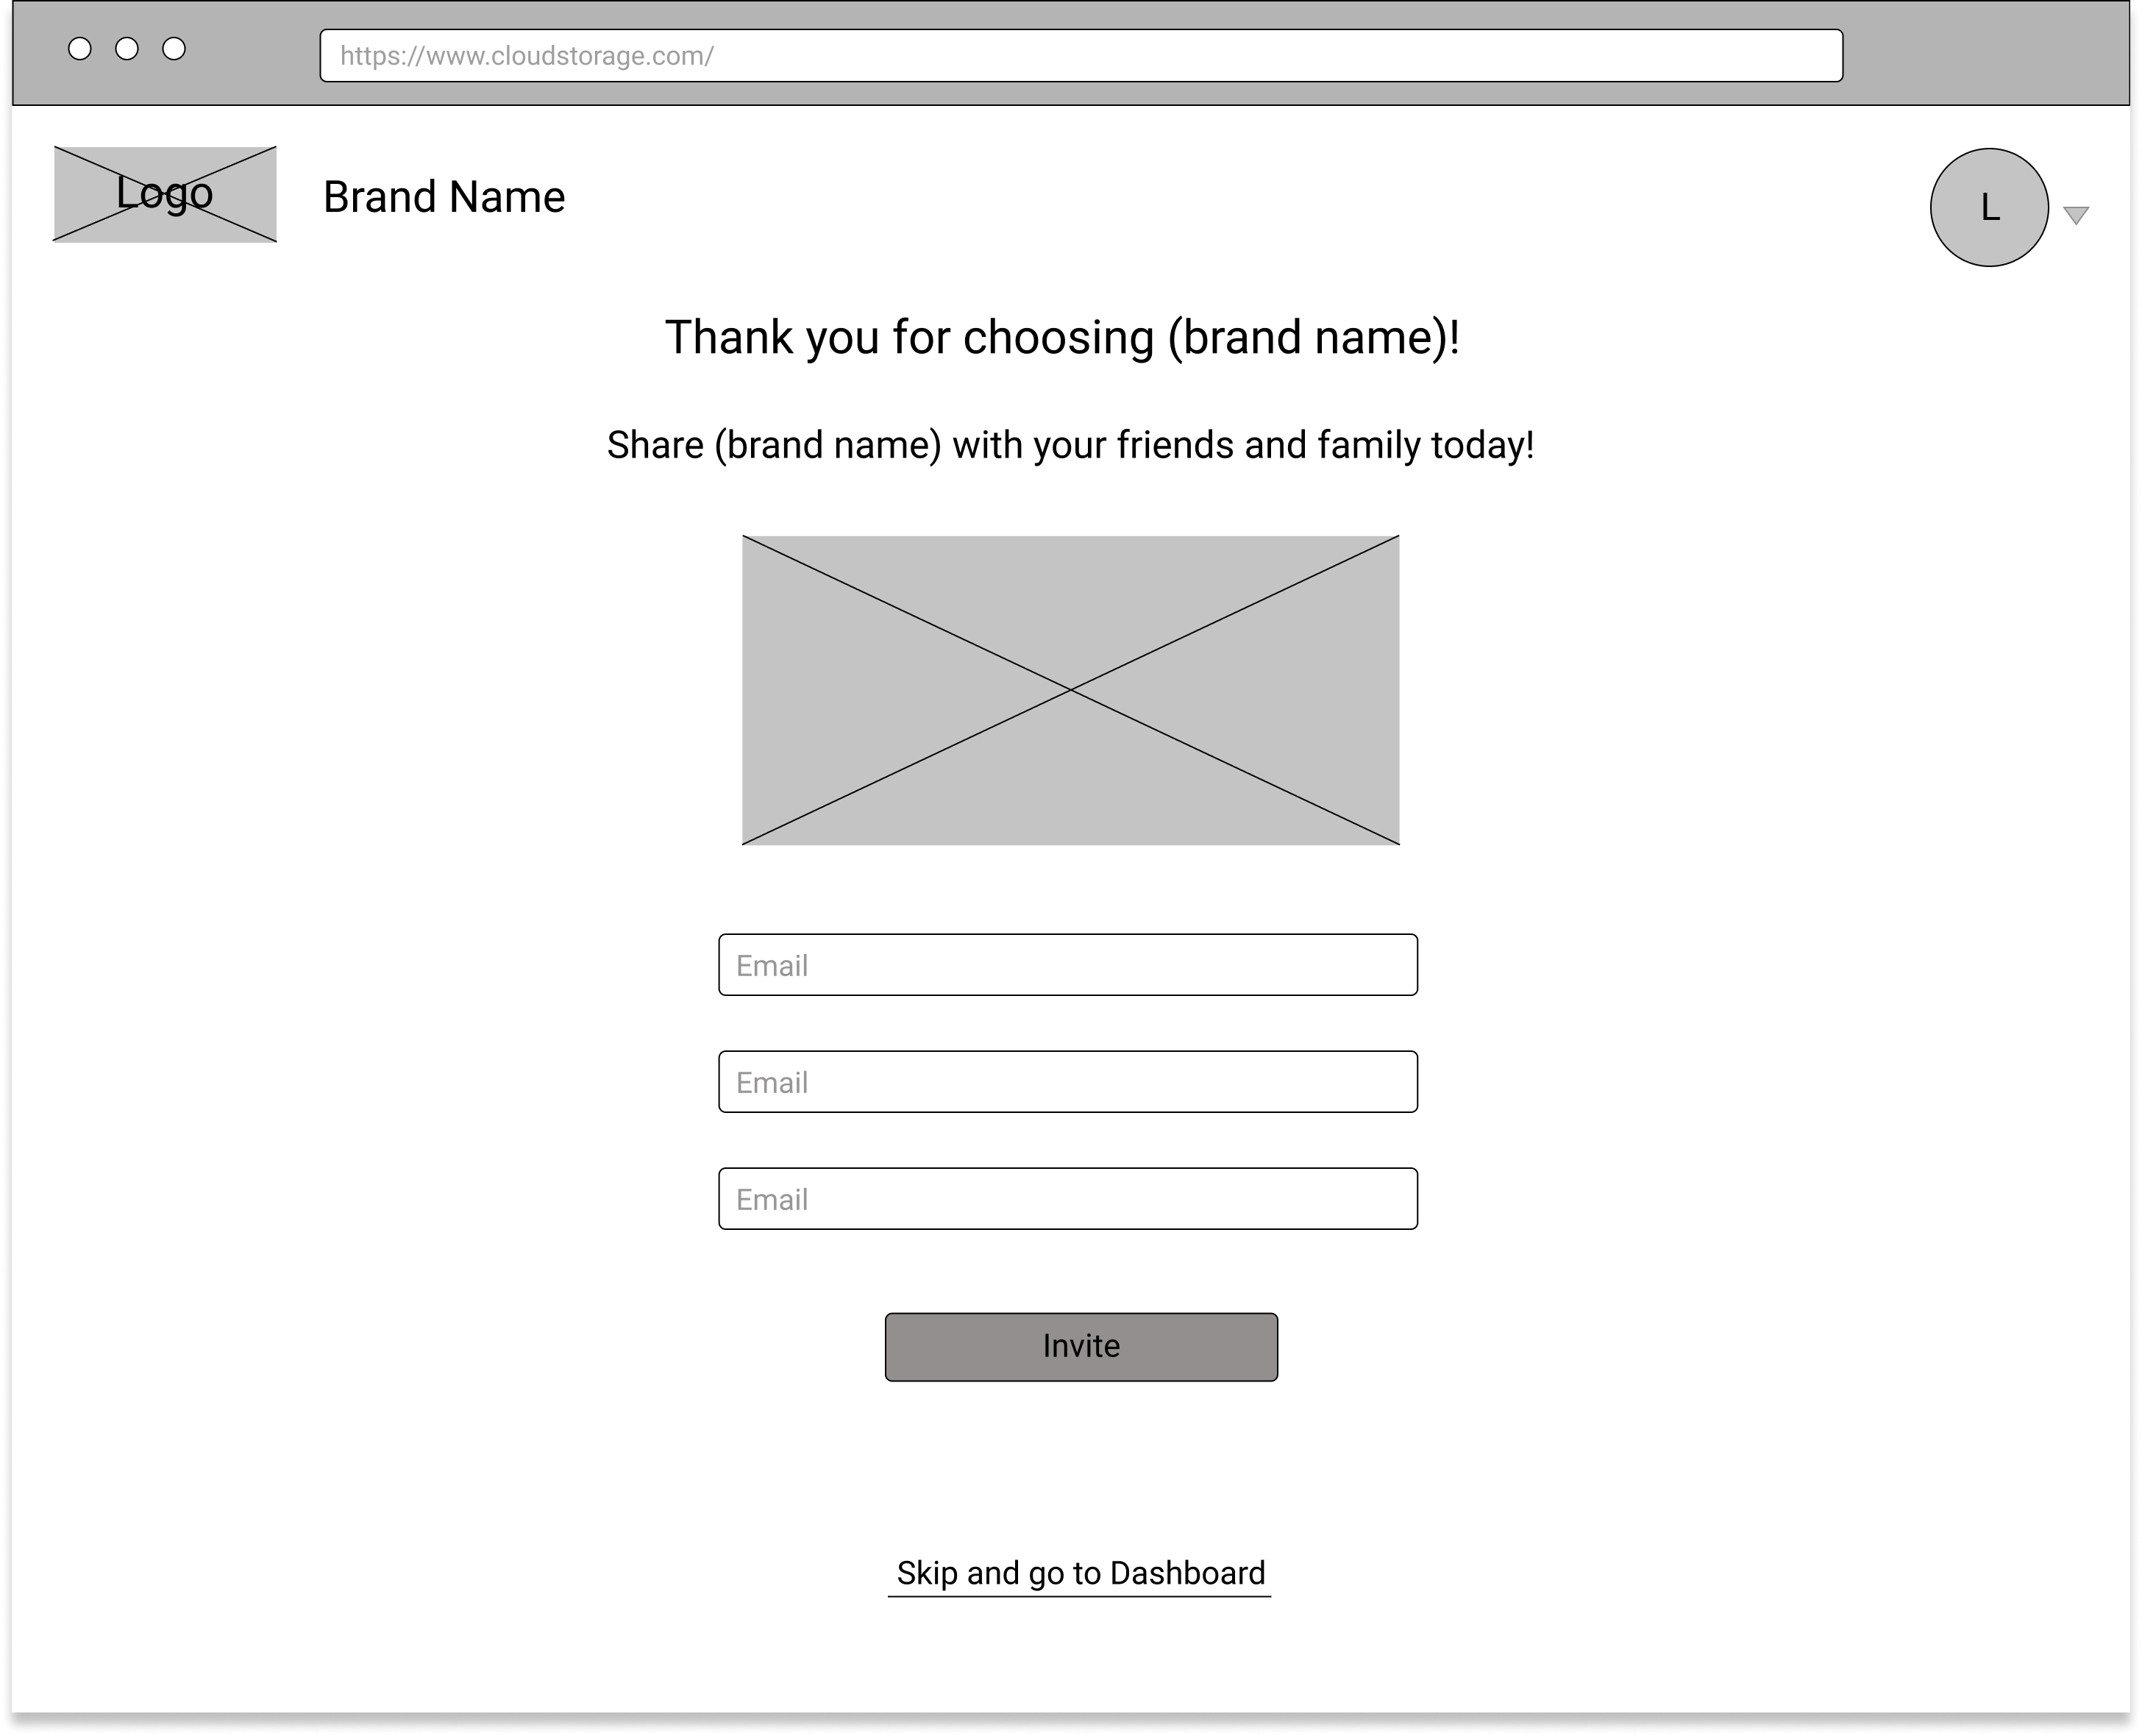 https://www.cloudstorage.com/
Logo
Brand Name
L
Thank you for choosing (brand name)!
Share (brand name) with your friends and family today!
Email
Email
Email
Invite
Skip and go to Dashboard